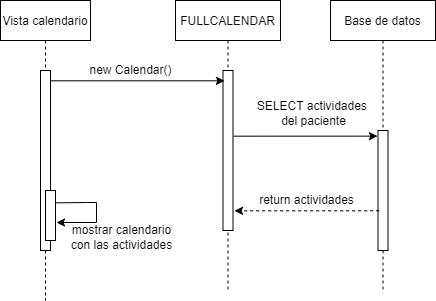 Vista calendario
FULLCALENDAR
Base de datos
new Calendar()
SELECT actividades
del paciente
return actividades
mostrar calendario
con las actividades